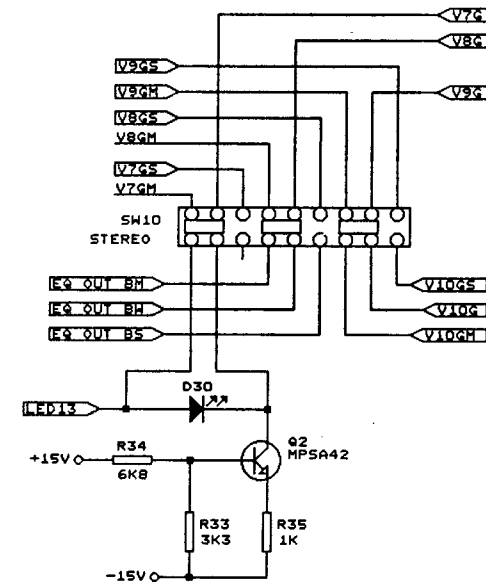 V7G
V8G
V9GS
V9GM
V9G
V8GS
V8GM
V7GS
V7GM
SW10
STEREO
EQ OUT BM
V10GS
EQ OUT BW
V10G
EQ OUT BS
V10GM
D30
LED13
Q2
MPSA42
R34
+15V
6K8
R33
3K3
R35
1K
-15V